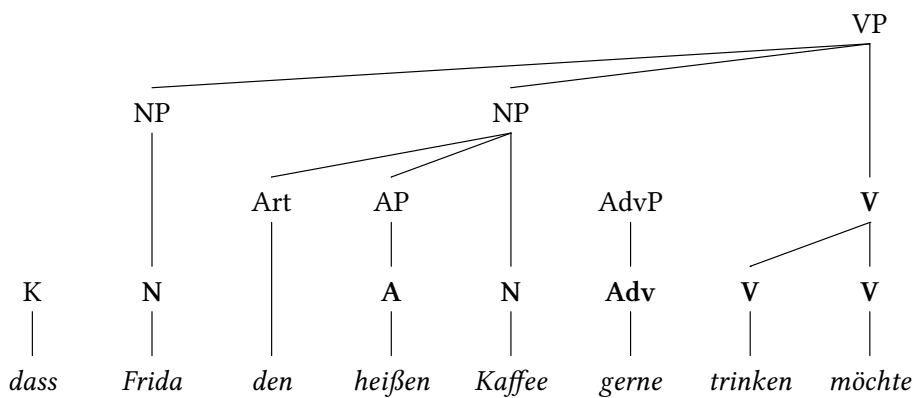 VP
NP NP
Art AP AdvP V
K N A N Adv V V
dass Frida den heißen Kaffee gerne trinken möchte